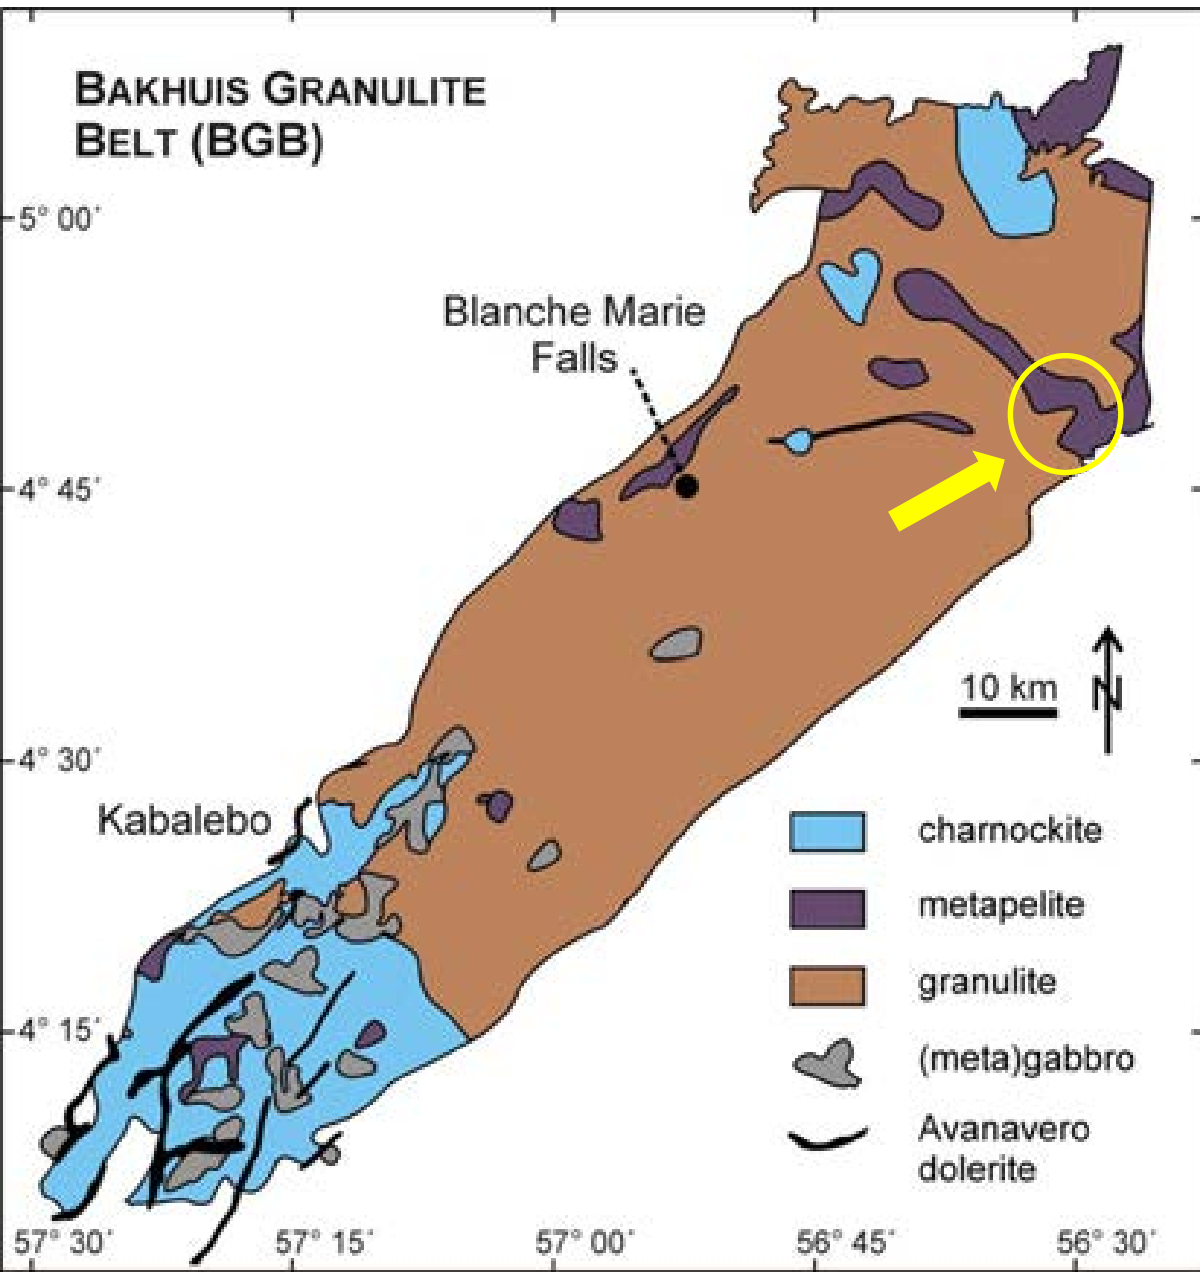 BAKHUIS GRANULITE
BELT (BGB)
5° 00′
Blanche Marie
Falls
4° 45′
10 km
N
4° 30′
Kabalebo
charnockite
metapelite
granulite
4° 15′
(meta)gabbro
Avanavero
dolerite
57° 30′
57° 15′
57° 00′
56° 45′
56° 30′